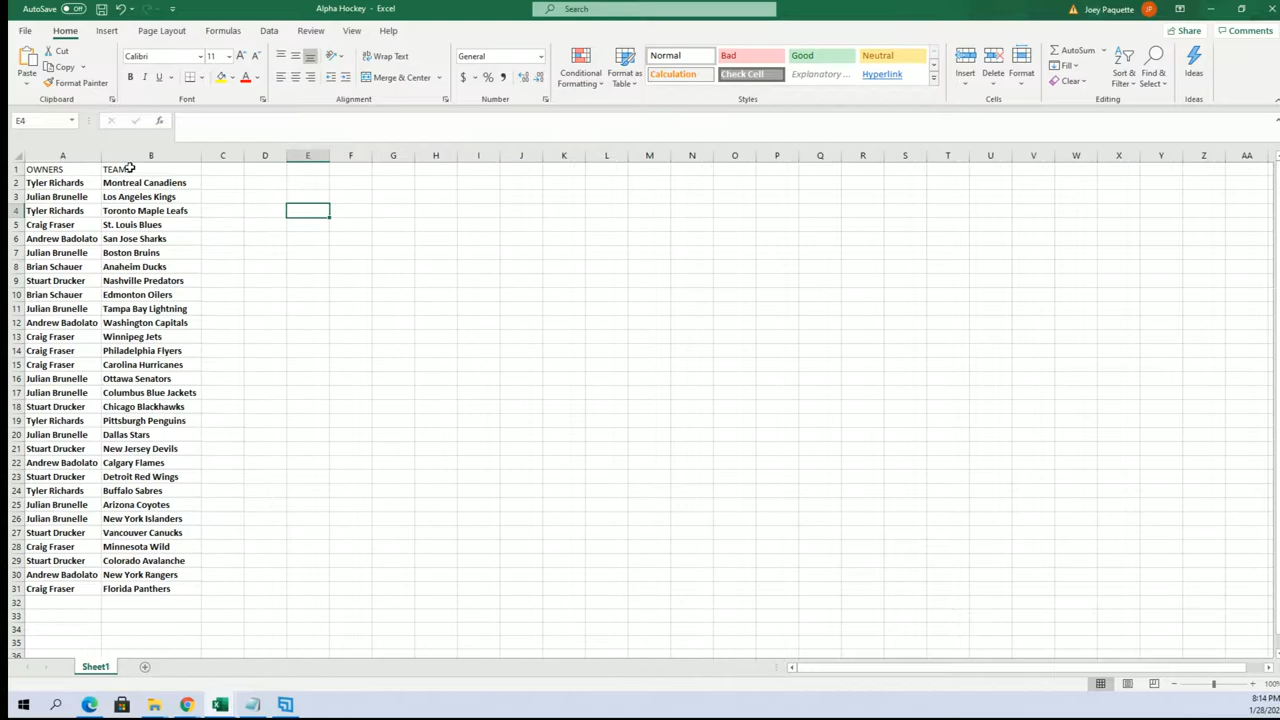 AutoSave Off Alpha Hockey - Excel Search Joey Paquette JP
File Home Insert Page Layout Formulas Data Review View Help Share Comments
Paste Cut Copy Format Painter Clipboard
Calibri 11 B I U A A A Font
Wrap Text Merge & Center Alignment
General $ % Number
Conditional Formatting Format as Table
Normal Bad Good Neutral
Calculation Check Cell Explanatory ... Hyperlink
Styles
Insert Delete Format Cells
AutoSum Fill Clear Sort & Filter Find & Select Editing
Ideas Ideas
E4 fx
A B C D E F G H I J K L M N O P Q R S T U V W X Y Z AA
1 OWNERS TEAM
2 Tyler Richards Montreal Canadiens
3 Julian Brunelle Los Angeles Kings
4 Tyler Richards Toronto Maple Leafs
5 Craig Fraser St. Louis Blues
6 Andrew Badolato San Jose Sharks
7 Julian Brunelle Boston Bruins
8 Brian Schauer Anaheim Ducks
9 Stuart Drucker Nashville Predators
10 Brian Schauer Edmonton Oilers
11 Julian Brunelle Tampa Bay Lightning
12 Andrew Badolato Washington Capitals
13 Craig Fraser Winnipeg Jets
14 Craig Fraser Philadelphia Flyers
15 Craig Fraser Carolina Hurricanes
16 Julian Brunelle Ottawa Senators
17 Julian Brunelle Columbus Blue Jackets
18 Stuart Drucker Chicago Blackhawks
19 Tyler Richards Pittsburgh Penguins
20 Julian Brunelle Dallas Stars
21 Stuart Drucker New Jersey Devils
22 Andrew Badolato Calgary Flames
23 Stuart Drucker Detroit Red Wings
24 Tyler Richards Buffalo Sabres
25 Julian Brunelle Arizona Coyotes
26 Julian Brunelle New York Islanders
27 Stuart Drucker Vancouver Canucks
28 Craig Fraser Minnesota Wild
29 Stuart Drucker Colorado Avalanche
30 Andrew Badolato New York Rangers
31 Craig Fraser Florida Panthers
32
33
34
35
36
Sheet1
100%
8:14 PM
1/28/202